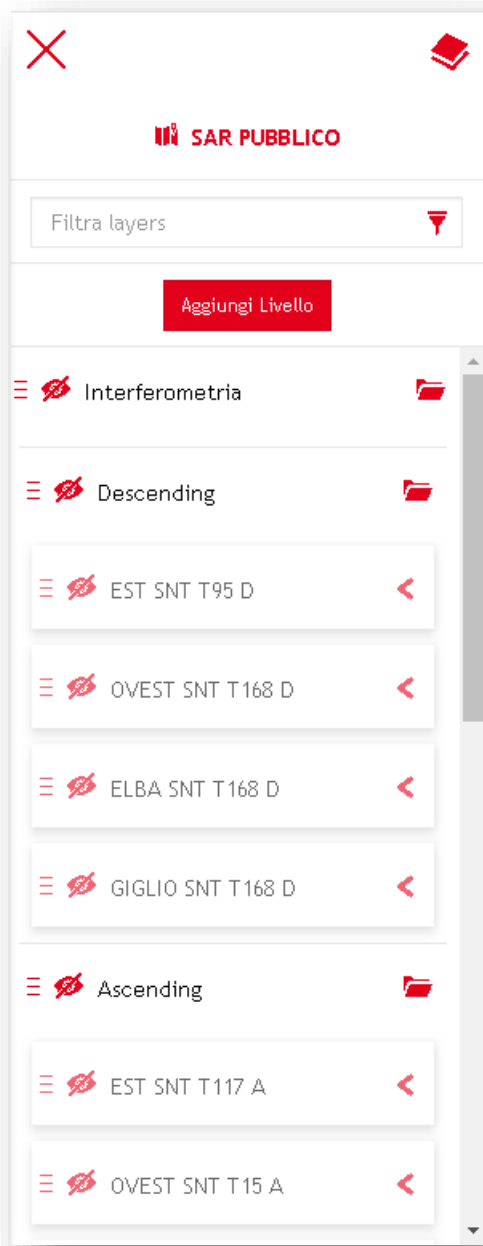 SAR PUBBLICO
Filtra layers
Aggiungi Livello
Interferometria
Descending
EST SNT T95 D
OVEST SNT T168 D
ELBA SNT T168 D
GIGLIO SNT T168 D
Ascending
EST SNT T117 A
OVEST SNT T15 A